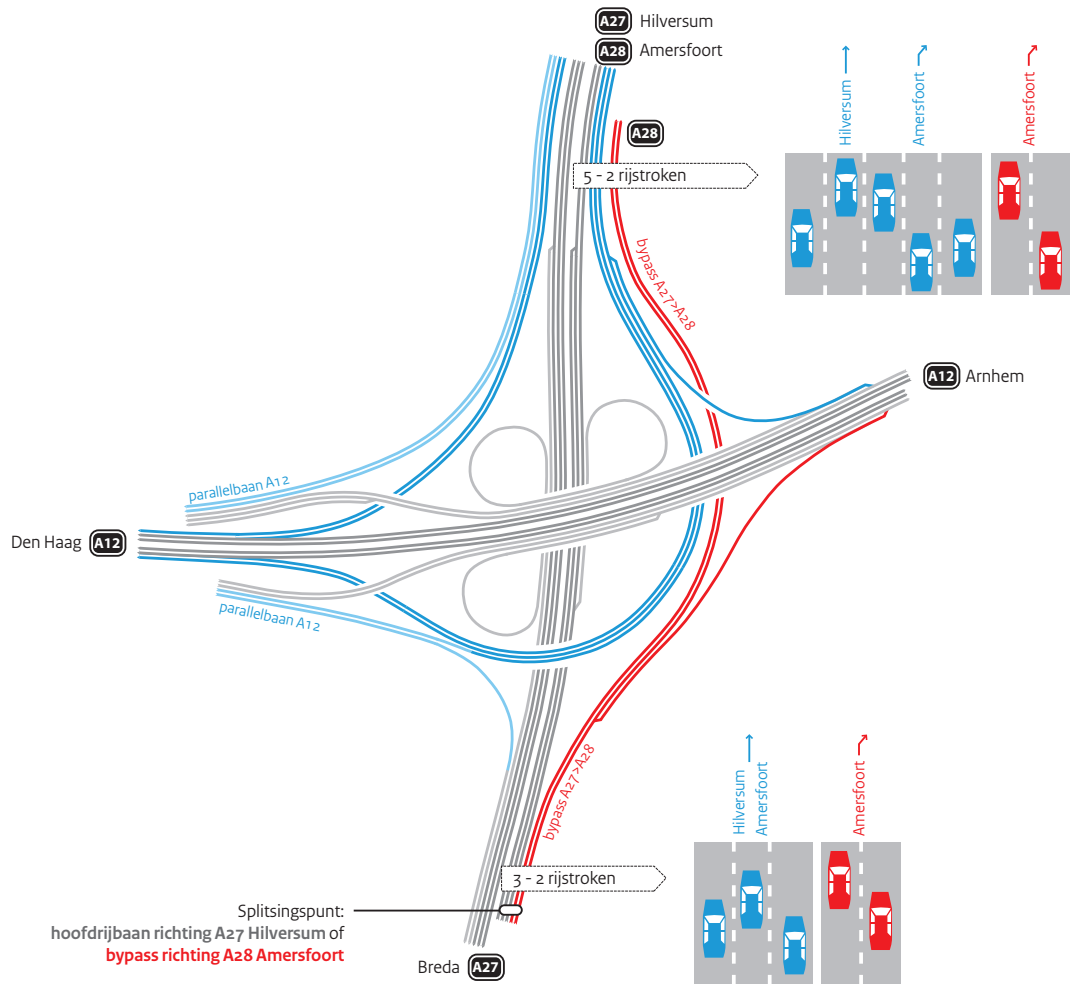 A27 Hilversum
A28 Amersfoort
Hilversum
Amersfoort
Amersfoort
A28
5 - 2 rijstroken
bypass A27>A28
A12 Arnhem
parallelbaan A12
Den Haag A12
parallelbaan A12
Hilversum
Amersfoort
Amersfoort
bypass A27>A28
3 - 2 rijstroken
Splitsingspunt:
hoofdrijbaan richting A27 Hilversum of
bypass richting A28 Amersfoort
Breda A27